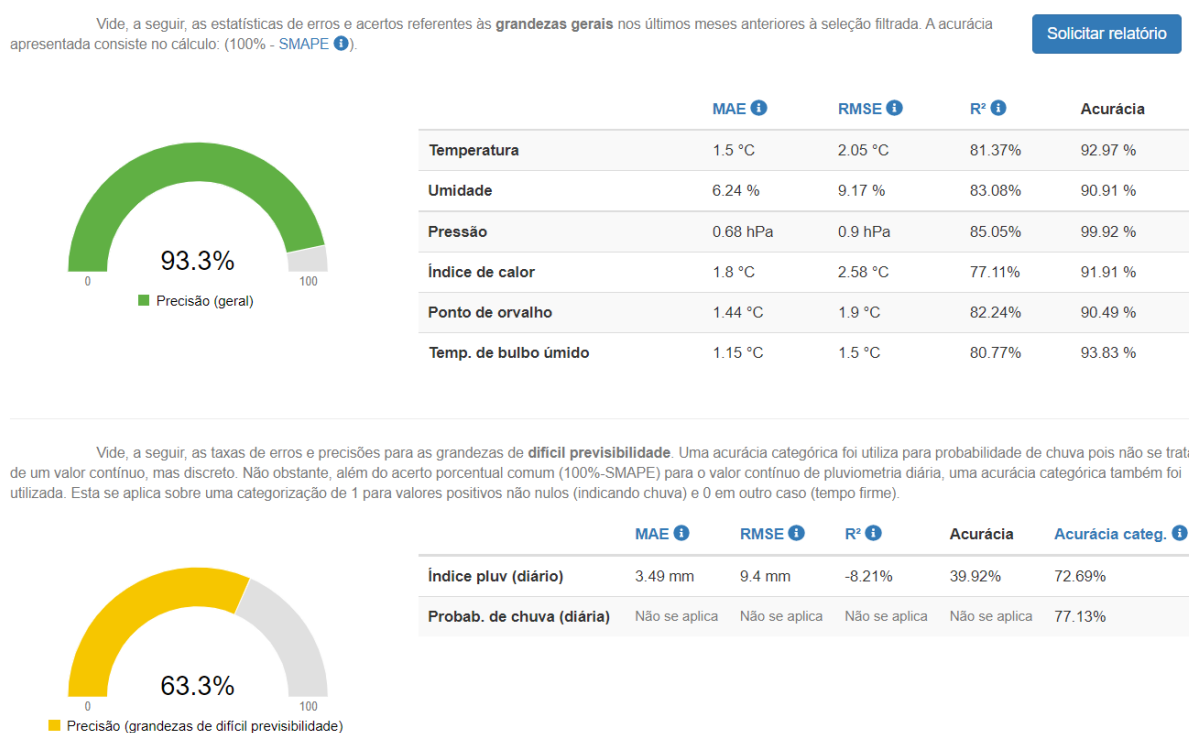 Vide, a seguir, as estatísticas de erros e acertos referentes às grandezas gerais nos últimos meses anteriores à seleção filtrada. A acurácia
apresentada consiste no cálculo: (100% - SMAPE i).
Solicitar relatório
MAE i RMSE i R² i Acurácia
Temperatura 1.5 °C 2.05 °C 81.37% 92.97 %
Umidade 6.24 % 9.17 % 83.08% 90.91 %
Pressão 0.68 hPa 0.9 hPa 85.05% 99.92 %
Índice de calor 1.8 °C 2.58 °C 77.11% 91.91 %
Ponto de orvalho 1.44 °C 1.9 °C 82.24% 90.49 %
Temp. de bulbo úmido 1.15 °C 1.5 °C 80.77% 93.83 %
93.3%
0 100
Precisão (geral)
Vide, a seguir, as taxas de erros e precisões para as grandezas de difícil previsibilidade. Uma acurácia categórica foi utiliza para probabilidade de chuva pois não se trata
de um valor contínuo, mas discreto. Não obstante, além do acerto porcentual comum (100%-SMAPE) para o valor contínuo de pluviometria diária, uma acurácia categórica também foi
utilizada. Esta se aplica sobre uma categorização de 1 para valores positivos não nulos (indicando chuva) e 0 em outro caso (tempo firme).
MAE i RMSE i R² i Acurácia Acurácia categ. i
Índice pluv (diário) 3.49 mm 9.4 mm -8.21% 39.92% 72.69%
Probab. de chuva (diária) Não se aplica Não se aplica Não se aplica Não se aplica 77.13%
63.3%
0 100
Precisão (grandezas de difícil previsibilidade)